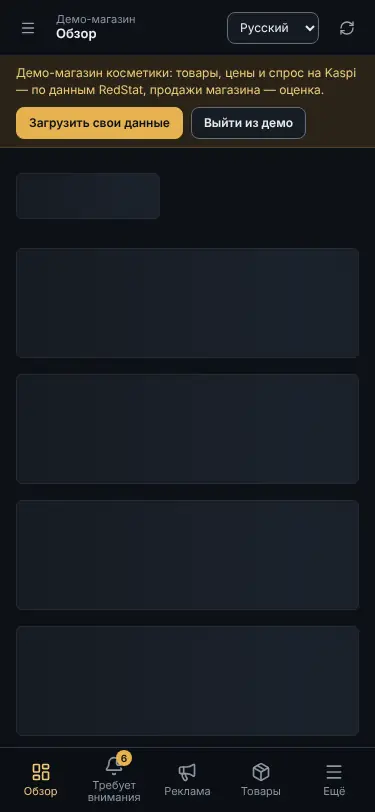 Демо-магазин
Обзор
Русский
Демо-магазин косметики: товары, цены и спрос на Kaspi
— по данным RedStat, продажи магазина — оценка.
Загрузить свои данные
Выйти из демо
6
Обзор
Требует
внимания
Реклама
Товары
Ещё